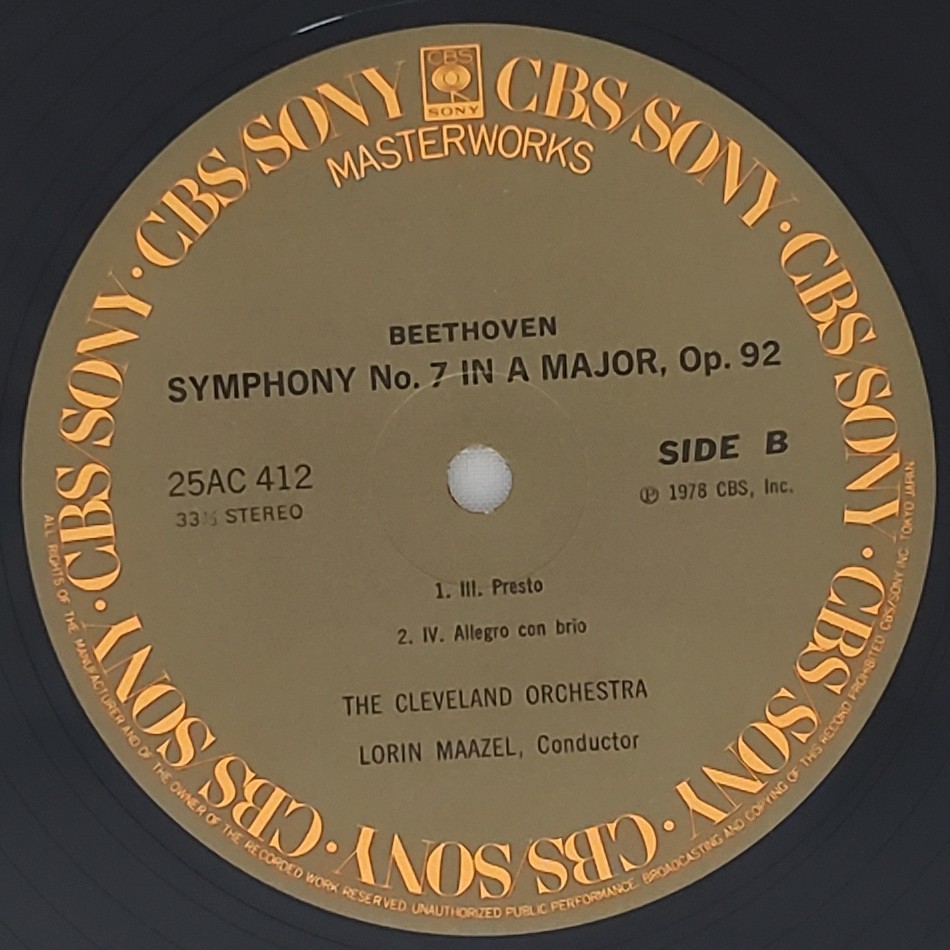 CBS
SONY
CBS/SONY · CBS/SONY · CBS/SONY · CBS/SONY · CBS/SONY · CBS/SONY · CBS/SONY
MASTERWORKS
BEETHOVEN
SYMPHONY No. 7 IN A MAJOR, Op. 92
25AC 412
33⅓ STEREO
SIDE B
℗ 1978 CBS, Inc.
1. III. Presto
2. IV. Allegro con brio
THE CLEVELAND ORCHESTRA
LORIN MAAZEL, Conductor
ALL RIGHTS OF THE MANUFACTURER AND OF THE OWNER OF THE RECORDED WORK RESERVED UNAUTHORIZED PUBLIC PERFORMANCE. BROADCASTING AND COPYING OF THIS RECORD PROHIBITED CBS/SONY INC. TOKYO JAPAN.